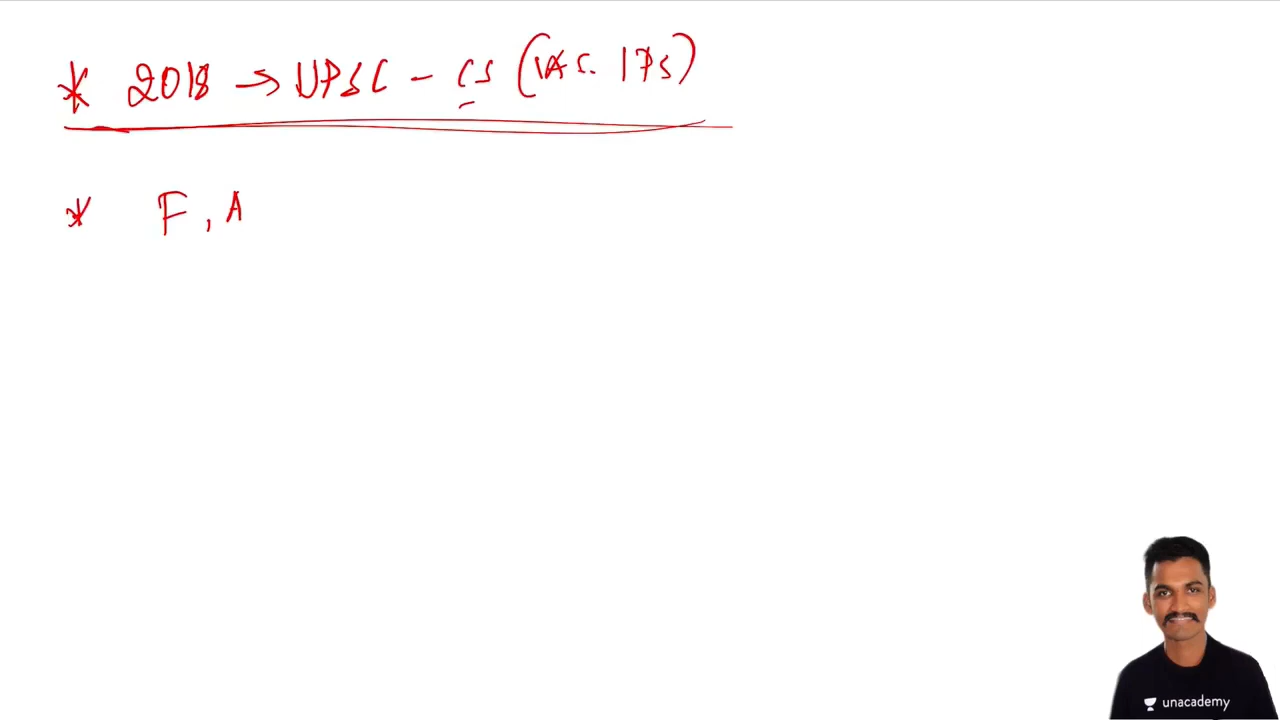 * 2018 → UPSC - CS (IAS. IPS)
* F, A
unacademy